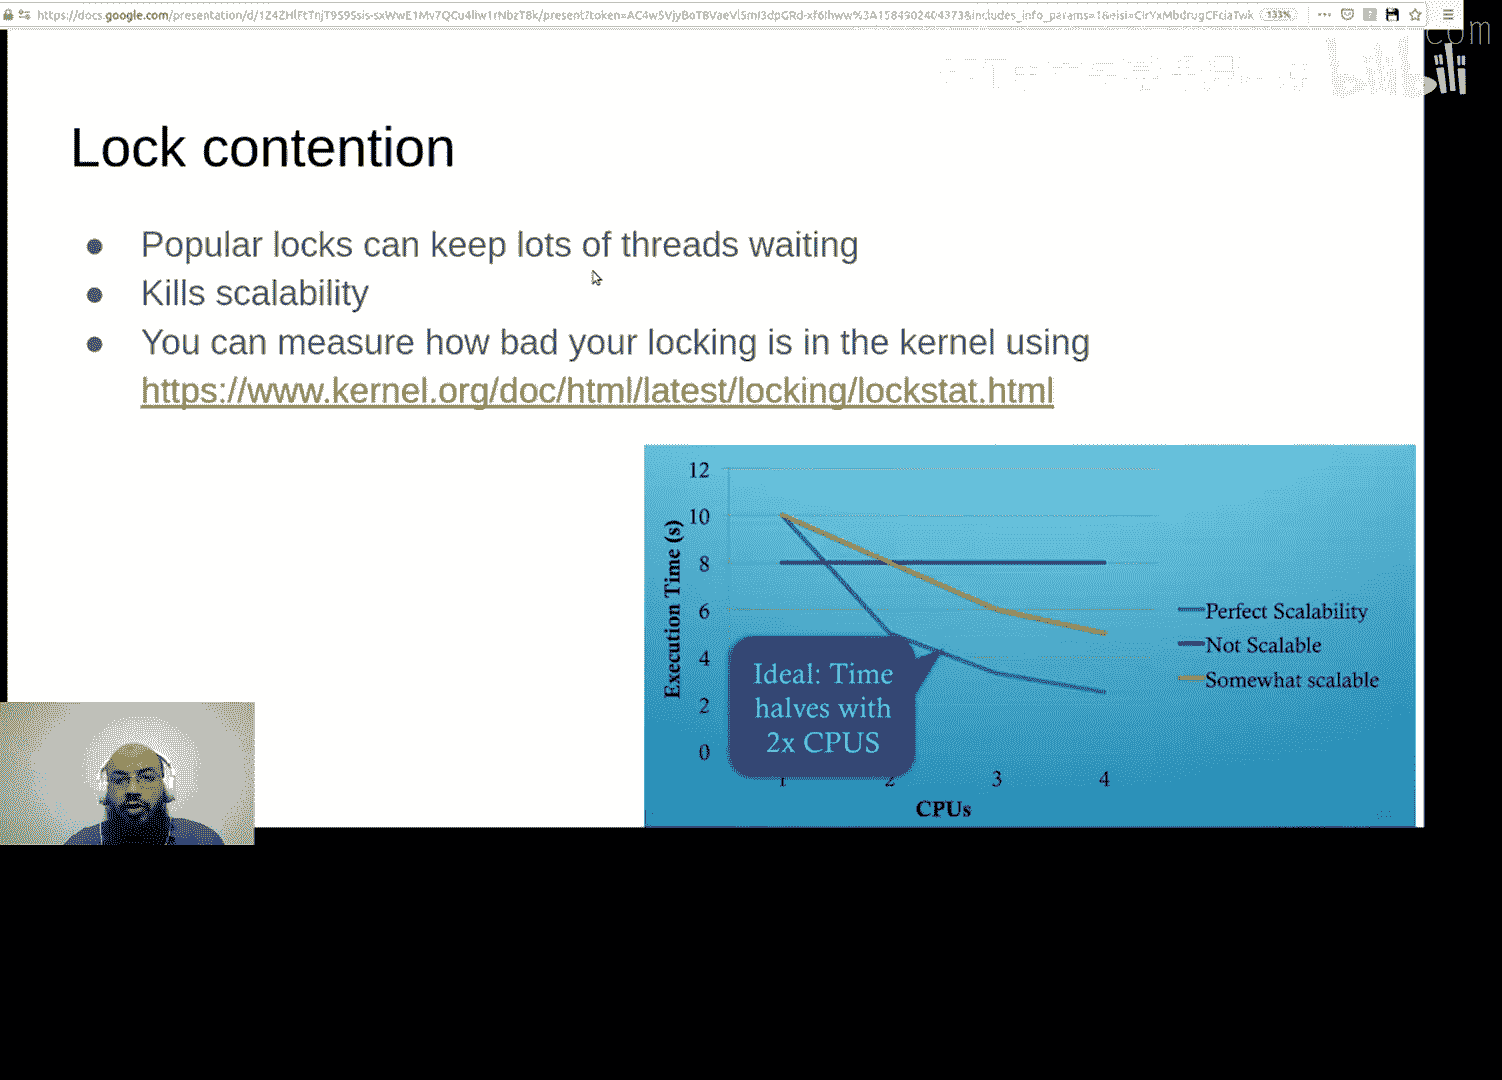 133%
com
bilibili
Lock contention
● Popular locks can keep lots of threads waiting
● Kills scalability
● You can measure how bad your locking is in the kernel using
https://www.kernel.org/doc/html/latest/locking/lockstat.html
12
10
8
6
4
2
0
Execution Time (s)
Ideal: Time
halves with
2x CPUS
1 2 3 4
CPUs
Perfect Scalability
Not Scalable
Somewhat scalable